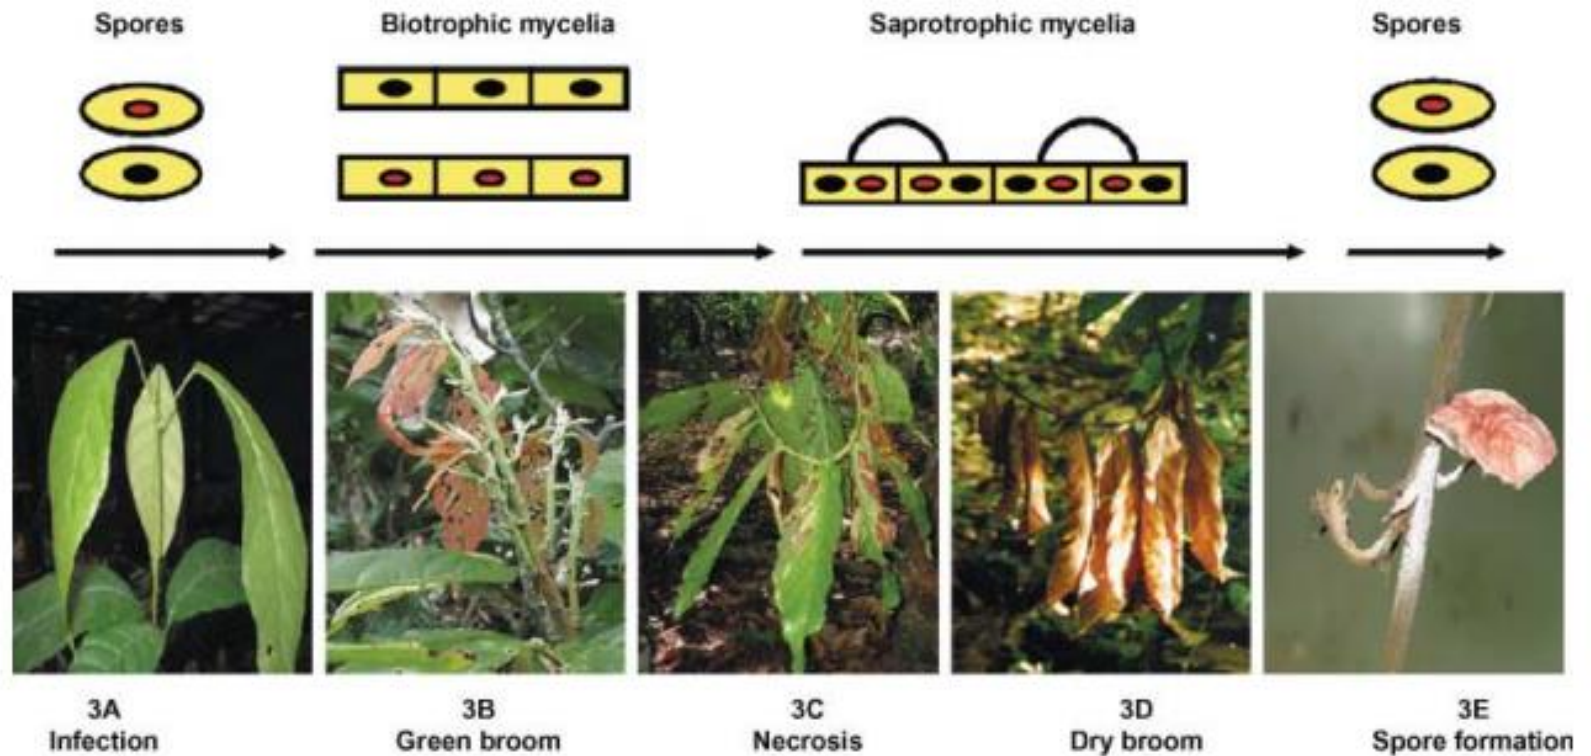 Spores
Biotrophic mycelia
Saprotrophic mycelia
Spores
3A
Infection
3B
Green broom
3C
Necrosis
3D
Dry broom
3E
Spore formation